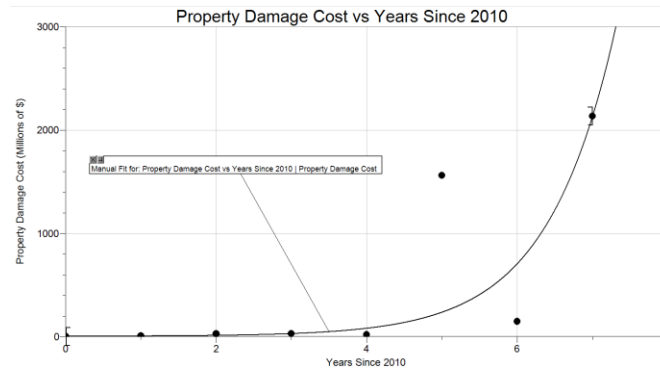 Property Damage Cost vs Years Since 2010
3000
2000
1000
0
Property Damage Cost (Millions of $)
Manual Fit for: Property Damage Cost vs Years Since 2010 | Property Damage Cost
0 2 4 6
Years Since 2010